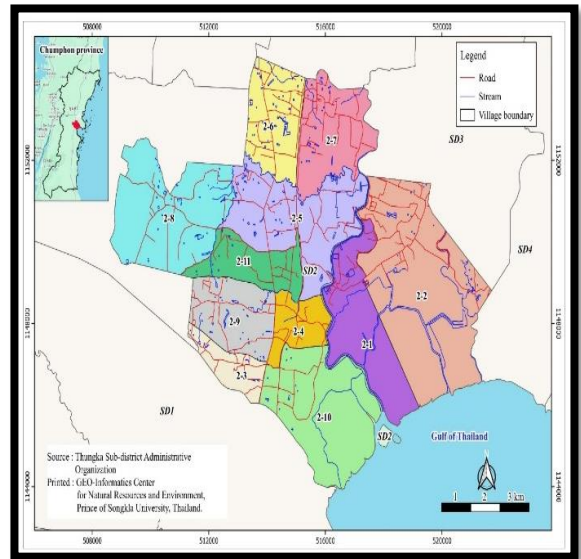 508000
512000
516000
520000
Chumphon province
Legend
Road
Stream
Village boundary
SD3
2-6
2-7
1152000
1152000
2-8
2-5
SD4
2-11
SD2
2-2
2-9
2-4
2-1
1148000
1148000
2-3
2-10
SD1
SD2
Gulf of Thailand
Source : Thungka Sub-district Administrative
Organization
Printed : GEO-Informatics Center
for Natural Resources and Environment,
Prince of Songkla University, Thailand.
1 2 3 km
1144000
1144000
508000
512000
516000
520000